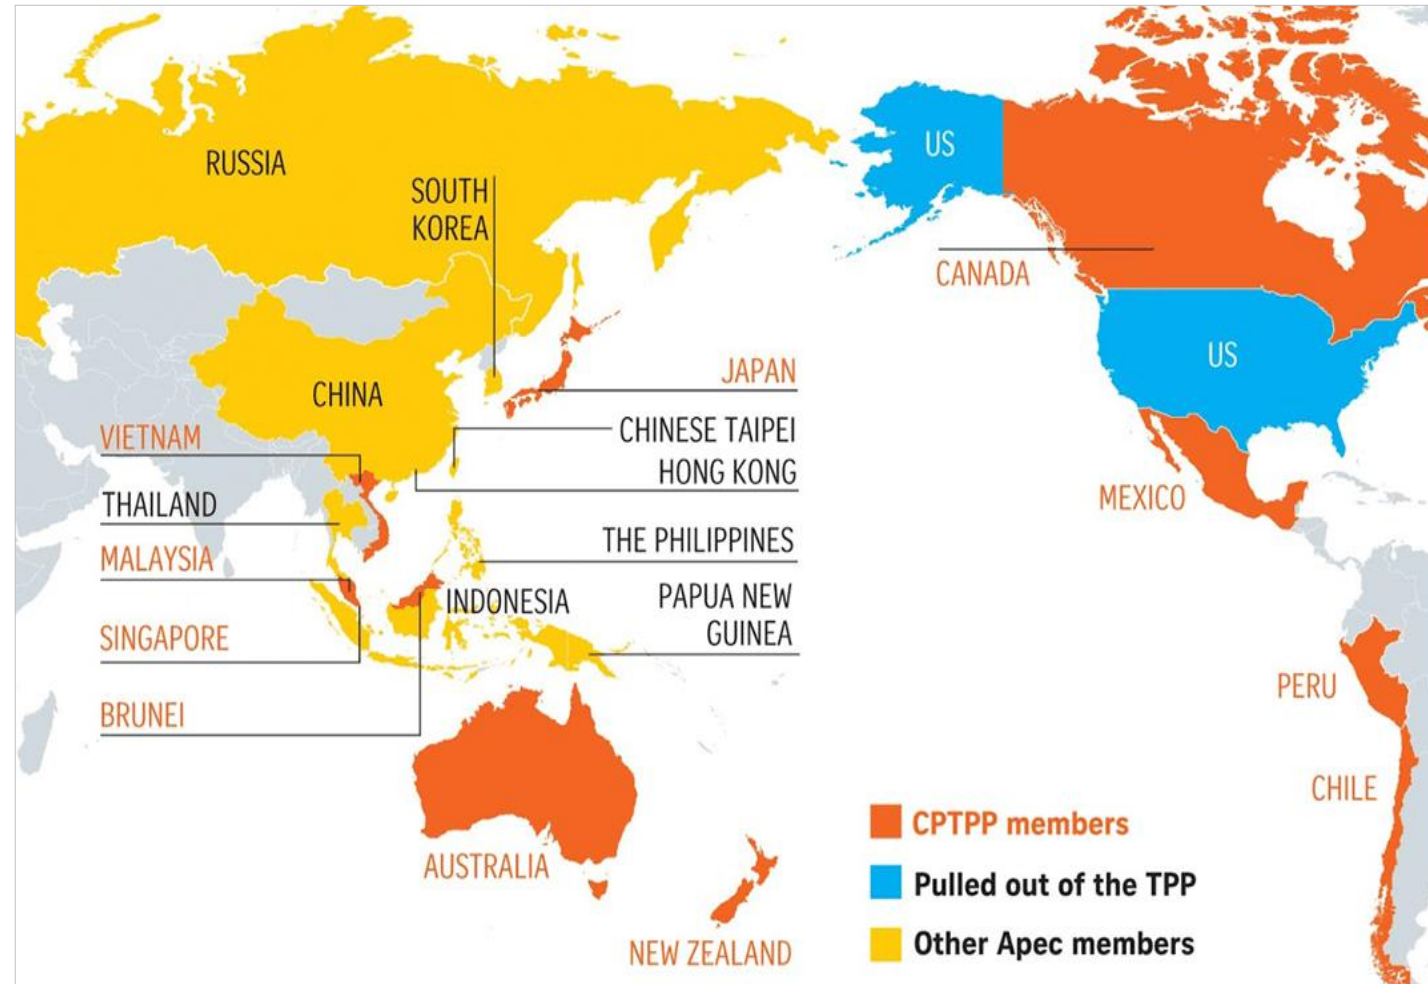 RUSSIA
SOUTH
KOREA
US
CANADA
US
JAPAN
CHINA
CHINESE TAIPEI
VIETNAM
HONG KONG
THAILAND
MEXICO
THE PHILIPPINES
MALAYSIA
INDONESIA
PAPUA NEW
GUINEA
SINGAPORE
PERU
BRUNEI
CHILE
CPTPP members
AUSTRALIA
Pulled out of the TPP
Other Apec members
NEW ZEALAND